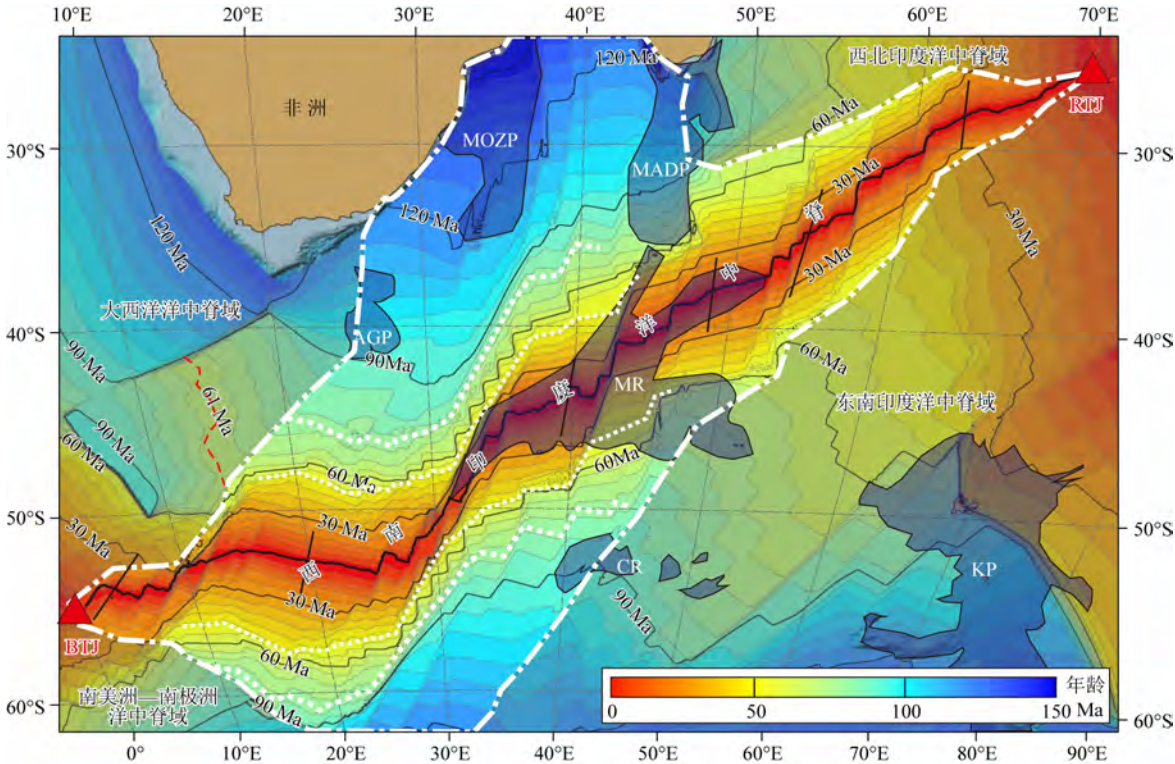 10°E 20°E 30°E 40°E 50°E 60°E 70°E
120 Ma
西北印度洋中脊域
RTJ
非洲
MOZP
60 Ma
30°S
30°S
MADP
30 Ma
脊
120 Ma
120 Ma
30 Ma
30 Ma
中
大西洋洋中脊域
洋
40°S
AGP
40°S
90 Ma
90Ma
60 Ma
61 Ma
度
MR
东南印度洋中脊域
90 Ma
60 Ma
印
60Ma
60 Ma
50°S
30 Ma
30 Ma
南
50°S
西
CR
KP
30 Ma
90 Ma
BTJ
60 Ma
南美洲—南极洲
洋中脊域
90 Ma
年龄
0 50 100 150 Ma
60°S
60°S
0° 10°E 20°E 30°E 40°E 50°E 60°E 70°E 80°E 90°E